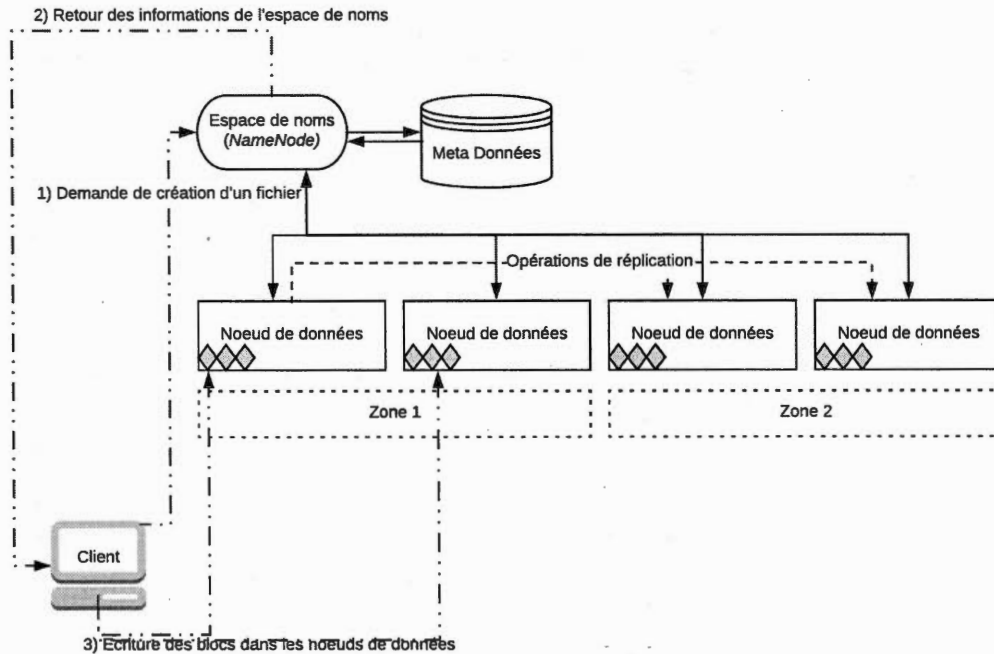 2) Retour des informations de l'espace de noms
Espace de noms
(NameNode)
Meta Données
1) Demande de création d'un fichier
Opérations de réplication
Noeud de données
Noeud de données
Noeud de données
Noeud de données
Zone 1
Zone 2
Client
3) Ecriture des blocs dans les noeuds de données